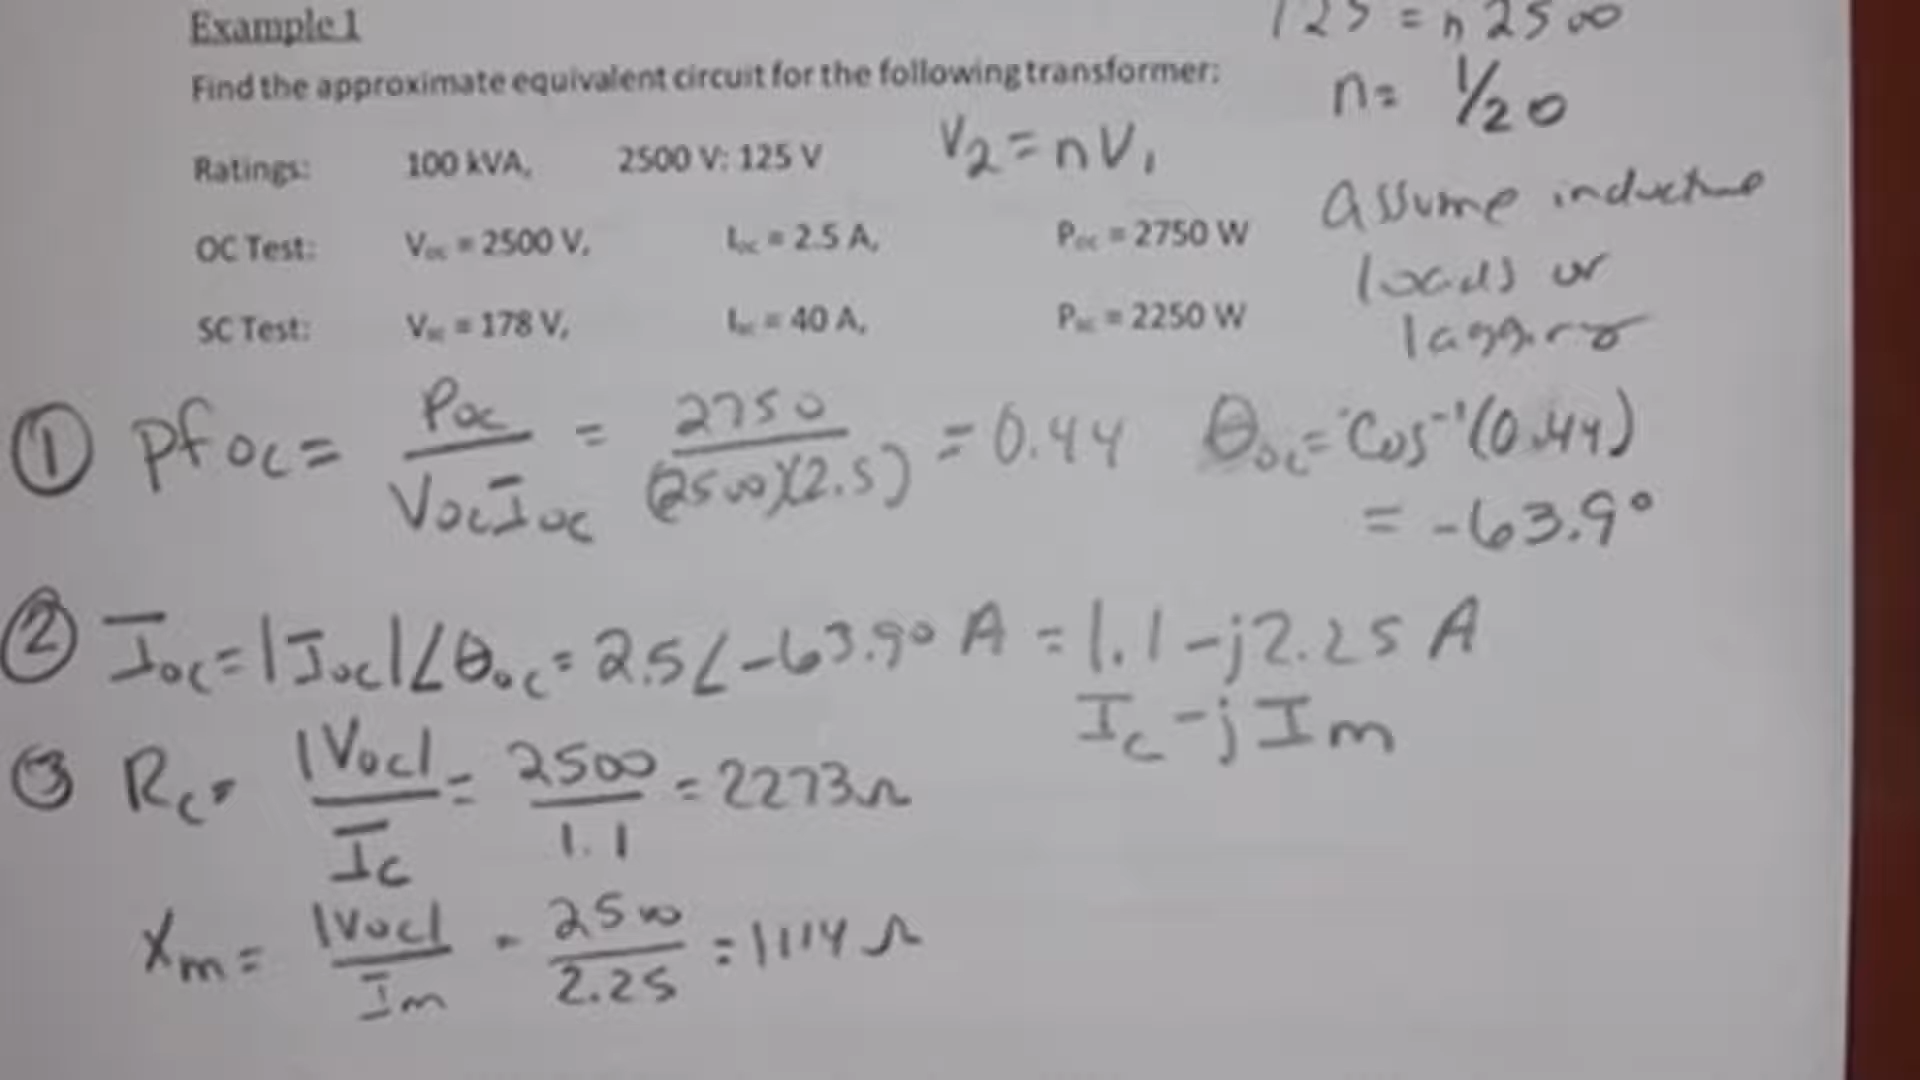 Example 1
125 = n 2500
Find the approximate equivalent circuit for the following transformer:
n = 1/20
Ratings: 100 kVA, 2500 V: 125 V
V₂ = nV₁
Assume inductive
loads or
lagging
OC Test: Voc = 2500 V, Ioc = 2.5 A, Poc = 2750 W
SC Test: Vsc = 178 V, Isc = 40 A, Psc = 2250 W
① pfoc = Poc / VocIoc = 2750 / (2500)(2.5) = 0.44 θoc = cos⁻¹(0.44)
= -63.9°
② Ioc = |Ioc|∠θoc = 2.5∠-63.9° A = 1.1 - j2.25 A
Ic - jIm
③ Rc = |Voc| / Ic = 2500 / 1.1 = 2273Ω
Xm = |Voc| / Im = 2500 / 2.25 = 1114 Ω